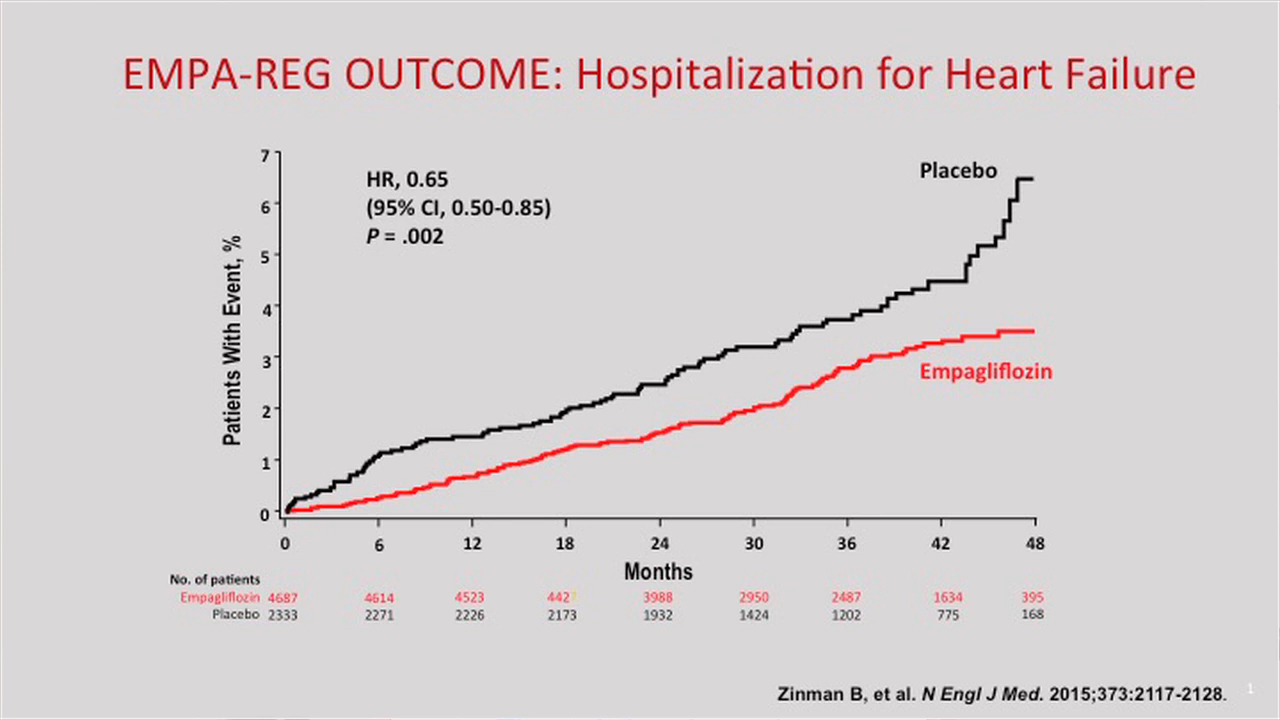 EMPA-REG OUTCOME: Hospitalization for Heart Failure
7
6
5
4
3
2
1
0
Patients With Event, %
HR, 0.65
(95% CI, 0.50-0.85)
P = .002
Placebo
Empagliflozin
0 6 12 18 24 30 36 42 48
Months
No. of patients
Empagliflozin 4687 4614 4523 442 3988 2950 2487 1634 395
Placebo 2333 2271 2226 2173 1932 1424 1202 775 168
Zinman B, et al. N Engl J Med. 2015;373:2117-2128.
1